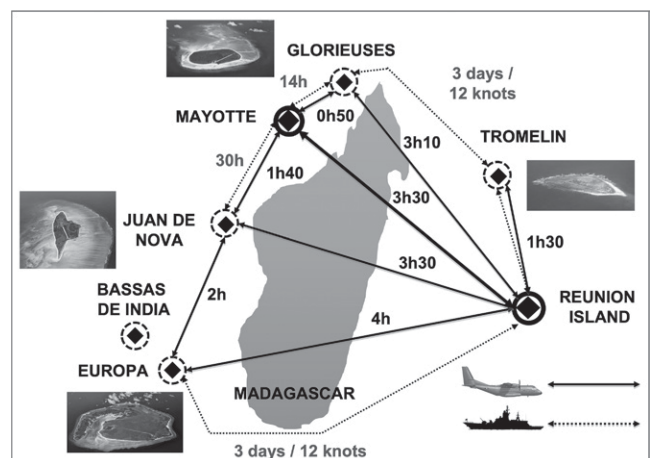 GLORIEUSES
3 days /
12 knots
14h
MAYOTTE
0h50
TROMELIN
30h
3h10
1h40
3h30
JUAN DE
NOVA
1h30
3h30
BASSAS
DE INDIA
2h
REUNION
ISLAND
4h
EUROPA
MADAGASCAR
3 days / 12 knots